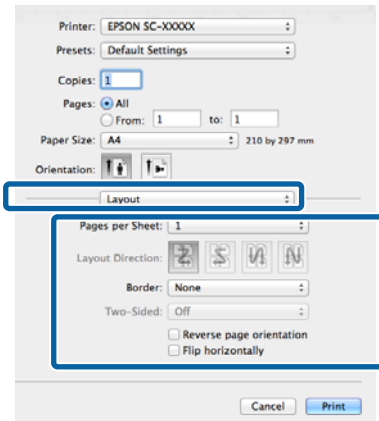 Printer: EPSON SC-XXXXX
Presets: Default Settings
Copies: 1
Pages: All
From: 1 to: 1
Paper Size: A4 210 by 297 mm
Orientation:
Layout
Pages per Sheet: 1
Layout Direction:
Border: None
Two-Sided: Off
Reverse page orientation
Flip horizontally
Cancel Print